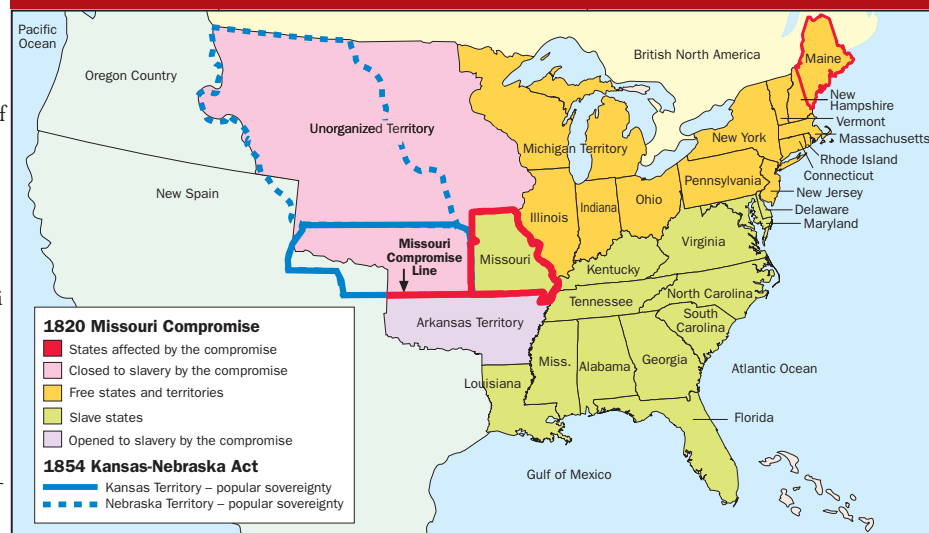 Pacific
Ocean
Oregon Country
British North America
Maine
of
Unorganized Territory
New
Hampshire
Vermont
Massachusetts
Michigan Territory
New York
Rhode Island
Connecticut
New Spain
Pennsylvania
New Jersey
Ohio
Indiana
Illinois
Delaware
Maryland
Virginia
Missouri
Compromise
Line
Missouri
Kentucky
North Carolina
Tennessee
i
South
Carolina
Arkansas Territory
Miss.
Alabama
Georgia
Atlantic Ocean
Louisiana
Florida
Gulf of Mexico
1820 Missouri Compromise
States affected by the compromise
Closed to slavery by the compromise
Free states and territories
Slave states
Opened to slavery by the compromise
1854 Kansas-Nebraska Act
Kansas Territory – popular sovereignty
Nebraska Territory – popular sovereignty